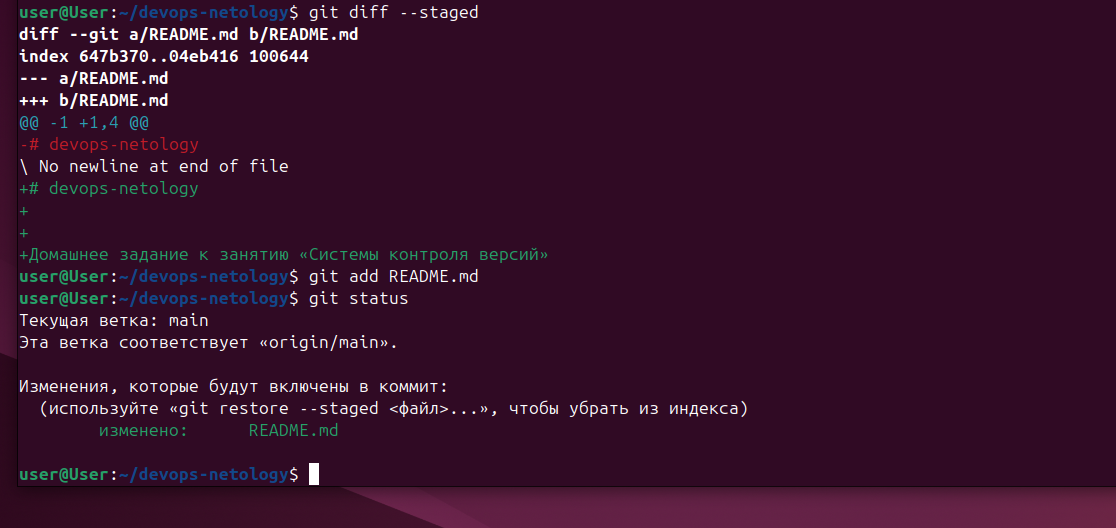 user@User:~/devops-netology$ git diff --staged
diff --git a/README.md b/README.md
index 647b370..04eb416 100644
--- a/README.md
+++ b/README.md
@@ -1 +1,4 @@
-# devops-netology
\ No newline at end of file
+# devops-netology
+
+
+Домашнее задание к занятию «Системы контроля версий»
user@User:~/devops-netology$ git add README.md
user@User:~/devops-netology$ git status
Текущая ветка: main
Эта ветка соответствует «origin/main».

Изменения, которые будут включены в коммит:
  (используйте «git restore --staged <файл>...», чтобы убрать из индекса)
        изменено:      README.md

user@User:~/devops-netology$